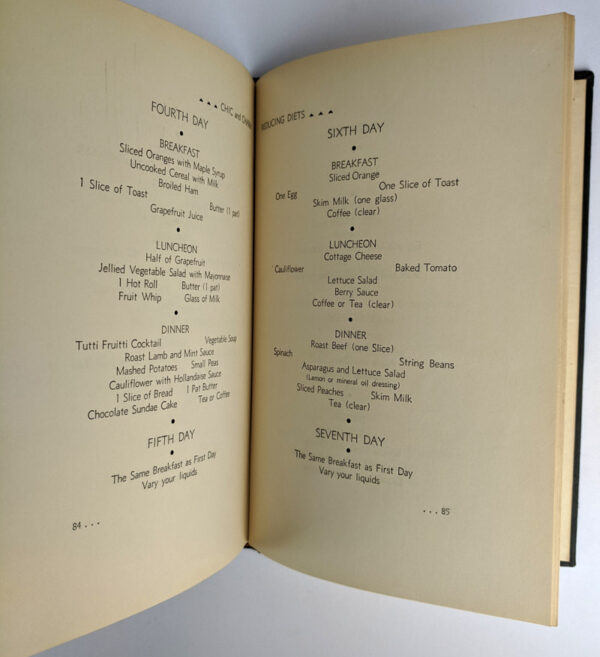 ▲ ▲ ▲ CHIC and
FOURTH DAY
•
BREAKFAST
Sliced Oranges with Maple Syrup
Uncooked Cereal with Milk
Broiled Ham
1 Slice of Toast Butter (1 pat)
Grapefruit Juice
•
LUNCHEON
Half of Grapefruit
Jellied Vegetable Salad with Mayonnaise
1 Hot Roll Butter (1 pat)
Fruit Whip Glass of Milk
•
DINNER
Tutti Fruitti Cocktail Vegetable Soup
Roast Lamb and Mint Sauce
Mashed Potatoes Small Peas
Cauliflower with Hollandaise Sauce
1 Slice of Bread 1 Pat Butter
Chocolate Sundae Cake Tea or Coffee
•
FIFTH DAY
•
The Same Breakfast as First Day
Vary your liquids
84 . . .
REDUCING DIETS ▲ ▲ ▲
SIXTH DAY
•
BREAKFAST
Sliced Orange
One Egg One Slice of Toast
Skim Milk (one glass)
Coffee (clear)
•
LUNCHEON
Cottage Cheese
Cauliflower Baked Tomato
Lettuce Salad
Berry Sauce
Coffee or Tea (clear)
•
DINNER
Roast Beef (one Slice)
Spinach String Beans
Asparagus and Lettuce Salad
(Lemon or mineral oil dressing)
Sliced Peaches Skim Milk
Tea (clear)
•
SEVENTH DAY
•
The Same Breakfast as First Day
Vary your liquids
. . . 85